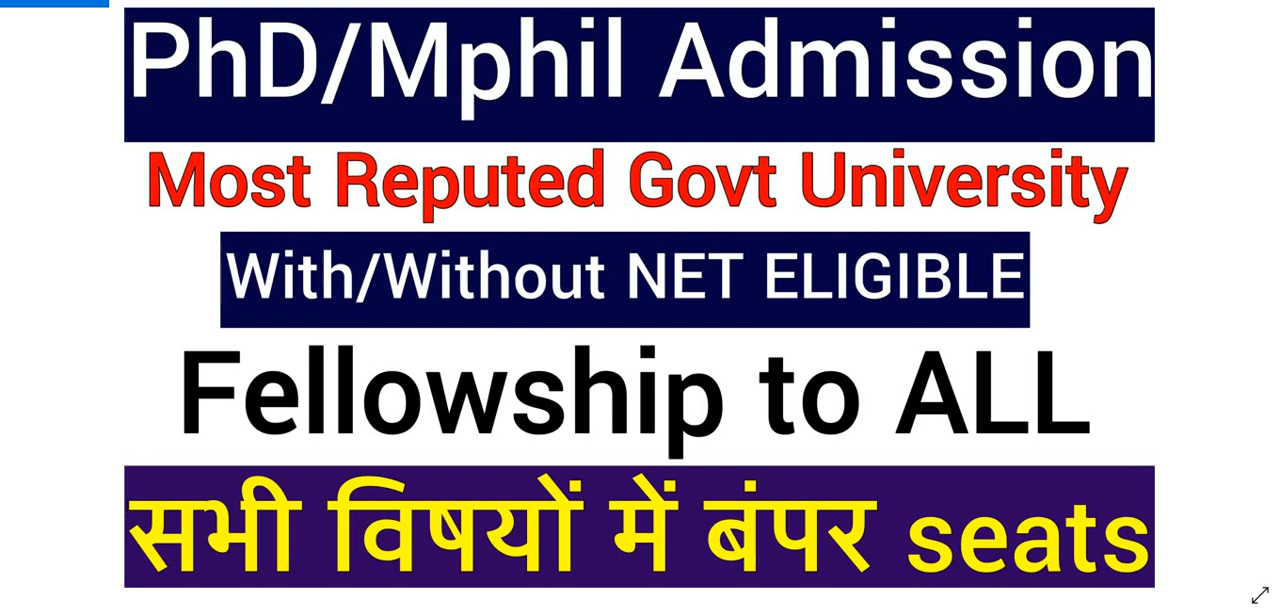 PhD/Mphil Admission
Most Reputed Govt University
With/Without NET ELIGIBLE
Fellowship to ALL
सभी विषयों में बंपर seats